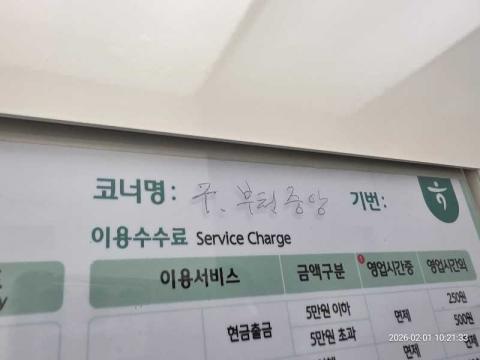 코너명: 구. 부천중앙 기번:
이용수수료 Service Charge
이용서비스 금액구분 영업시간중 영업시간외
현금출금 5만원 이하 면제 250원
5만원 초과 면제 500원
면제
2026-02-01 10:21:33